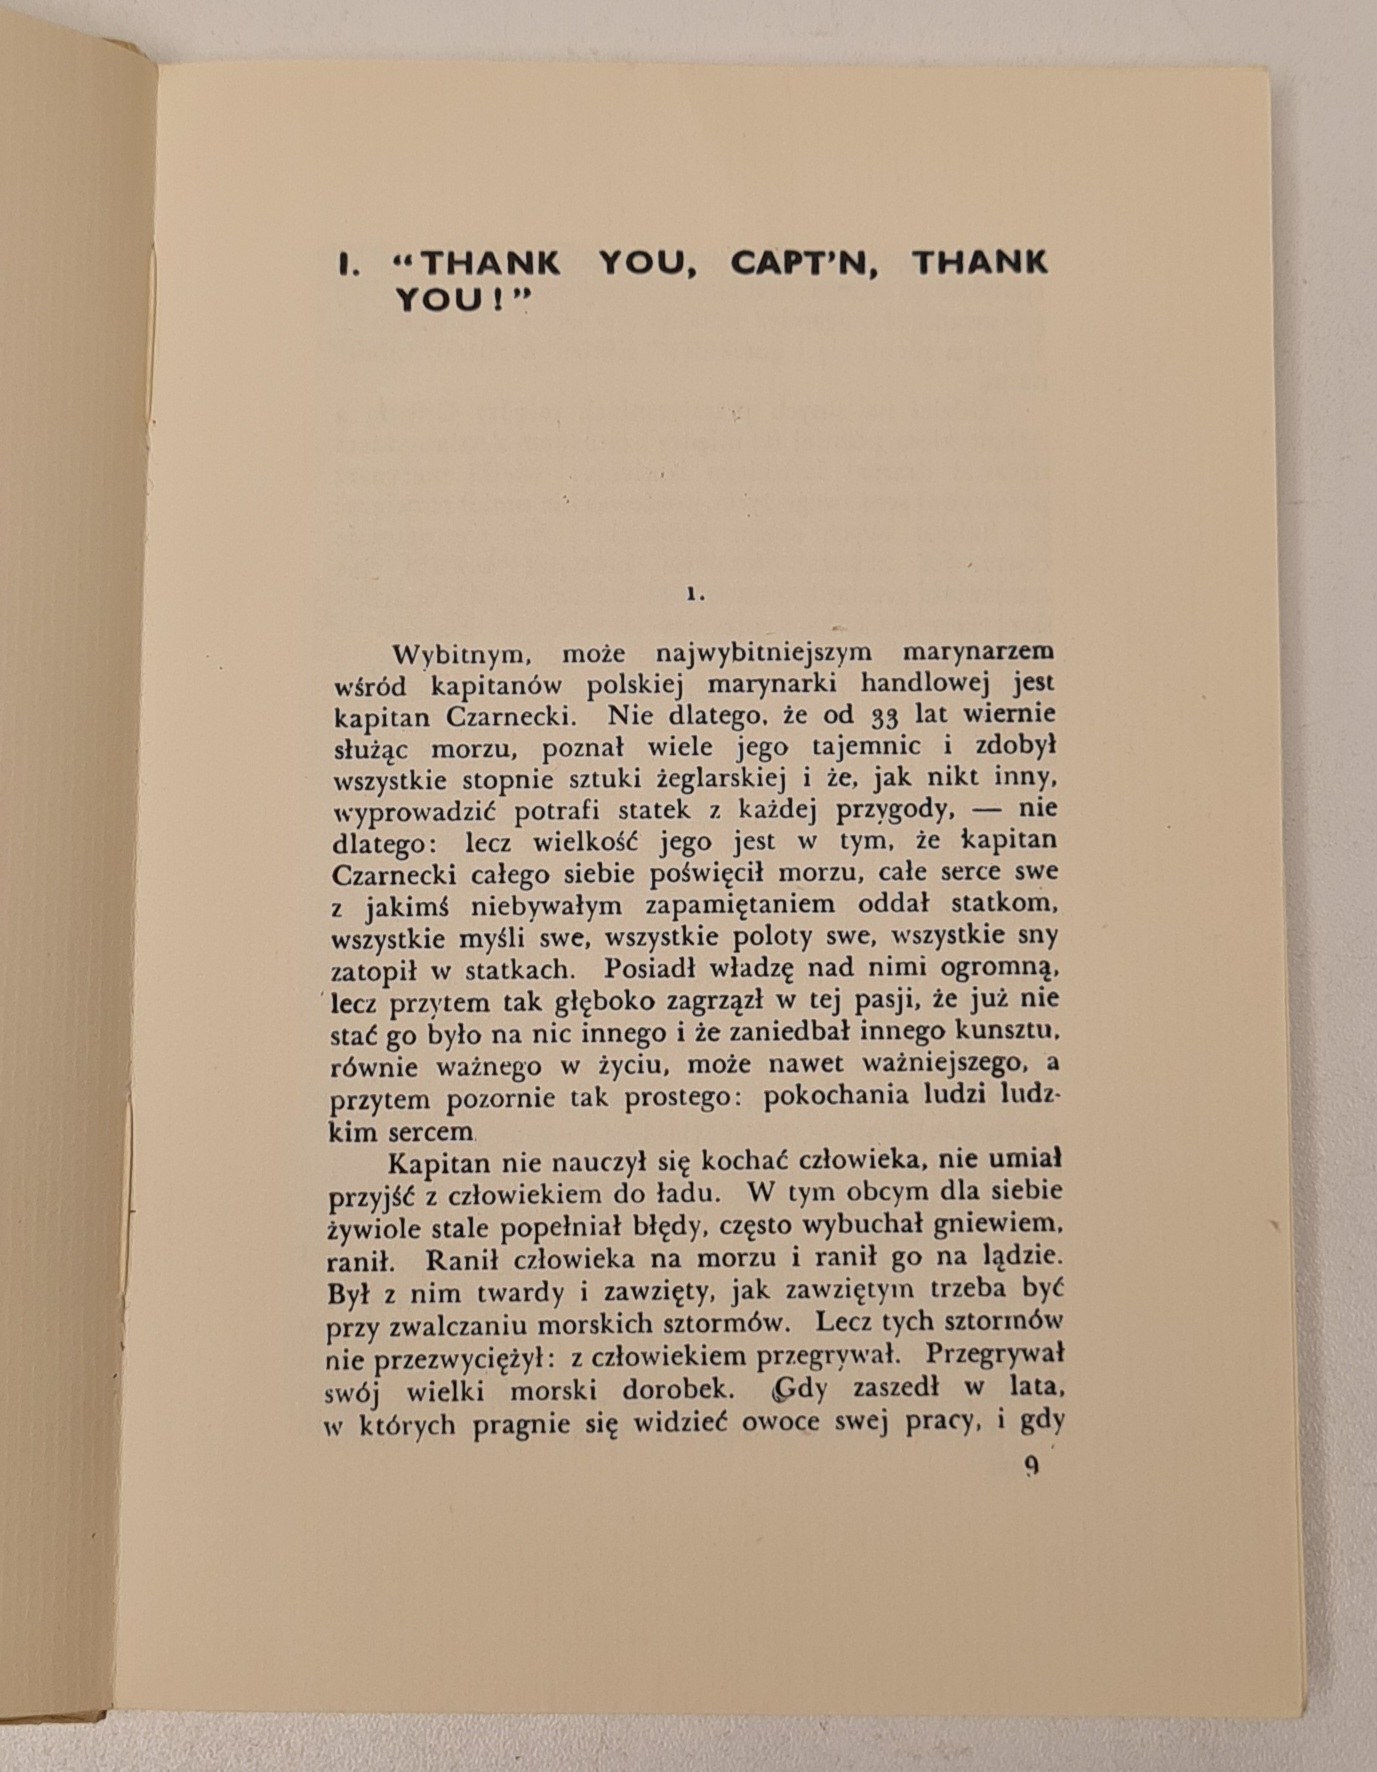 I. “THANK YOU, CAPT’N, THANK
YOU!”
1.
Wybitnym, może najwybitniejszym marynarzem
wśród kapitanów polskiej marynarki handlowej jest
kapitan Czarnecki. Nie dlatego, że od 33 lat wiernie
służąc morzu, poznał wiele jego tajemnic i zdobył
wszystkie stopnie sztuki żeglarskiej i że, jak nikt inny,
wyprowadzić potrafi statek z każdej przygody, — nie
dlatego: lecz wielkość jego jest w tym, że kapitan
Czarnecki całego siebie poświęcił morzu, całe serce swe
z jakimś niebywałym zapamiętaniem oddał statkom,
wszystkie myśli swe, wszystkie poloty swe, wszystkie sny
zatopił w statkach. Posiadł władzę nad nimi ogromną,
lecz przytem tak głęboko zagrzązł w tej pasji, że już nie
stać go było na nic innego i że zaniedbał innego kunsztu,
równie ważnego w życiu, może nawet ważniejszego, a
przytem pozornie tak prostego: pokochania ludzi ludz-
kim sercem.
Kapitan nie nauczył się kochać człowieka, nie umiał
przyjść z człowiekiem do ładu. W tym obcym dla siebie
żywiole stale popełniał błędy, często wybuchał gniewiem,
ranił. Ranił człowieka na morzu i ranił go na lądzie.
Był z nim twardy i zawzięty, jak zawziętym trzeba być
przy zwalczaniu morskich sztormów. Lecz tych sztormów
nie przezwyciężył: z człowiekiem przegrywał. Przegrywał
swój wielki morski dorobek. Gdy zaszedł w lata,
w których pragnie się widzieć owoce swej pracy, i gdy
9